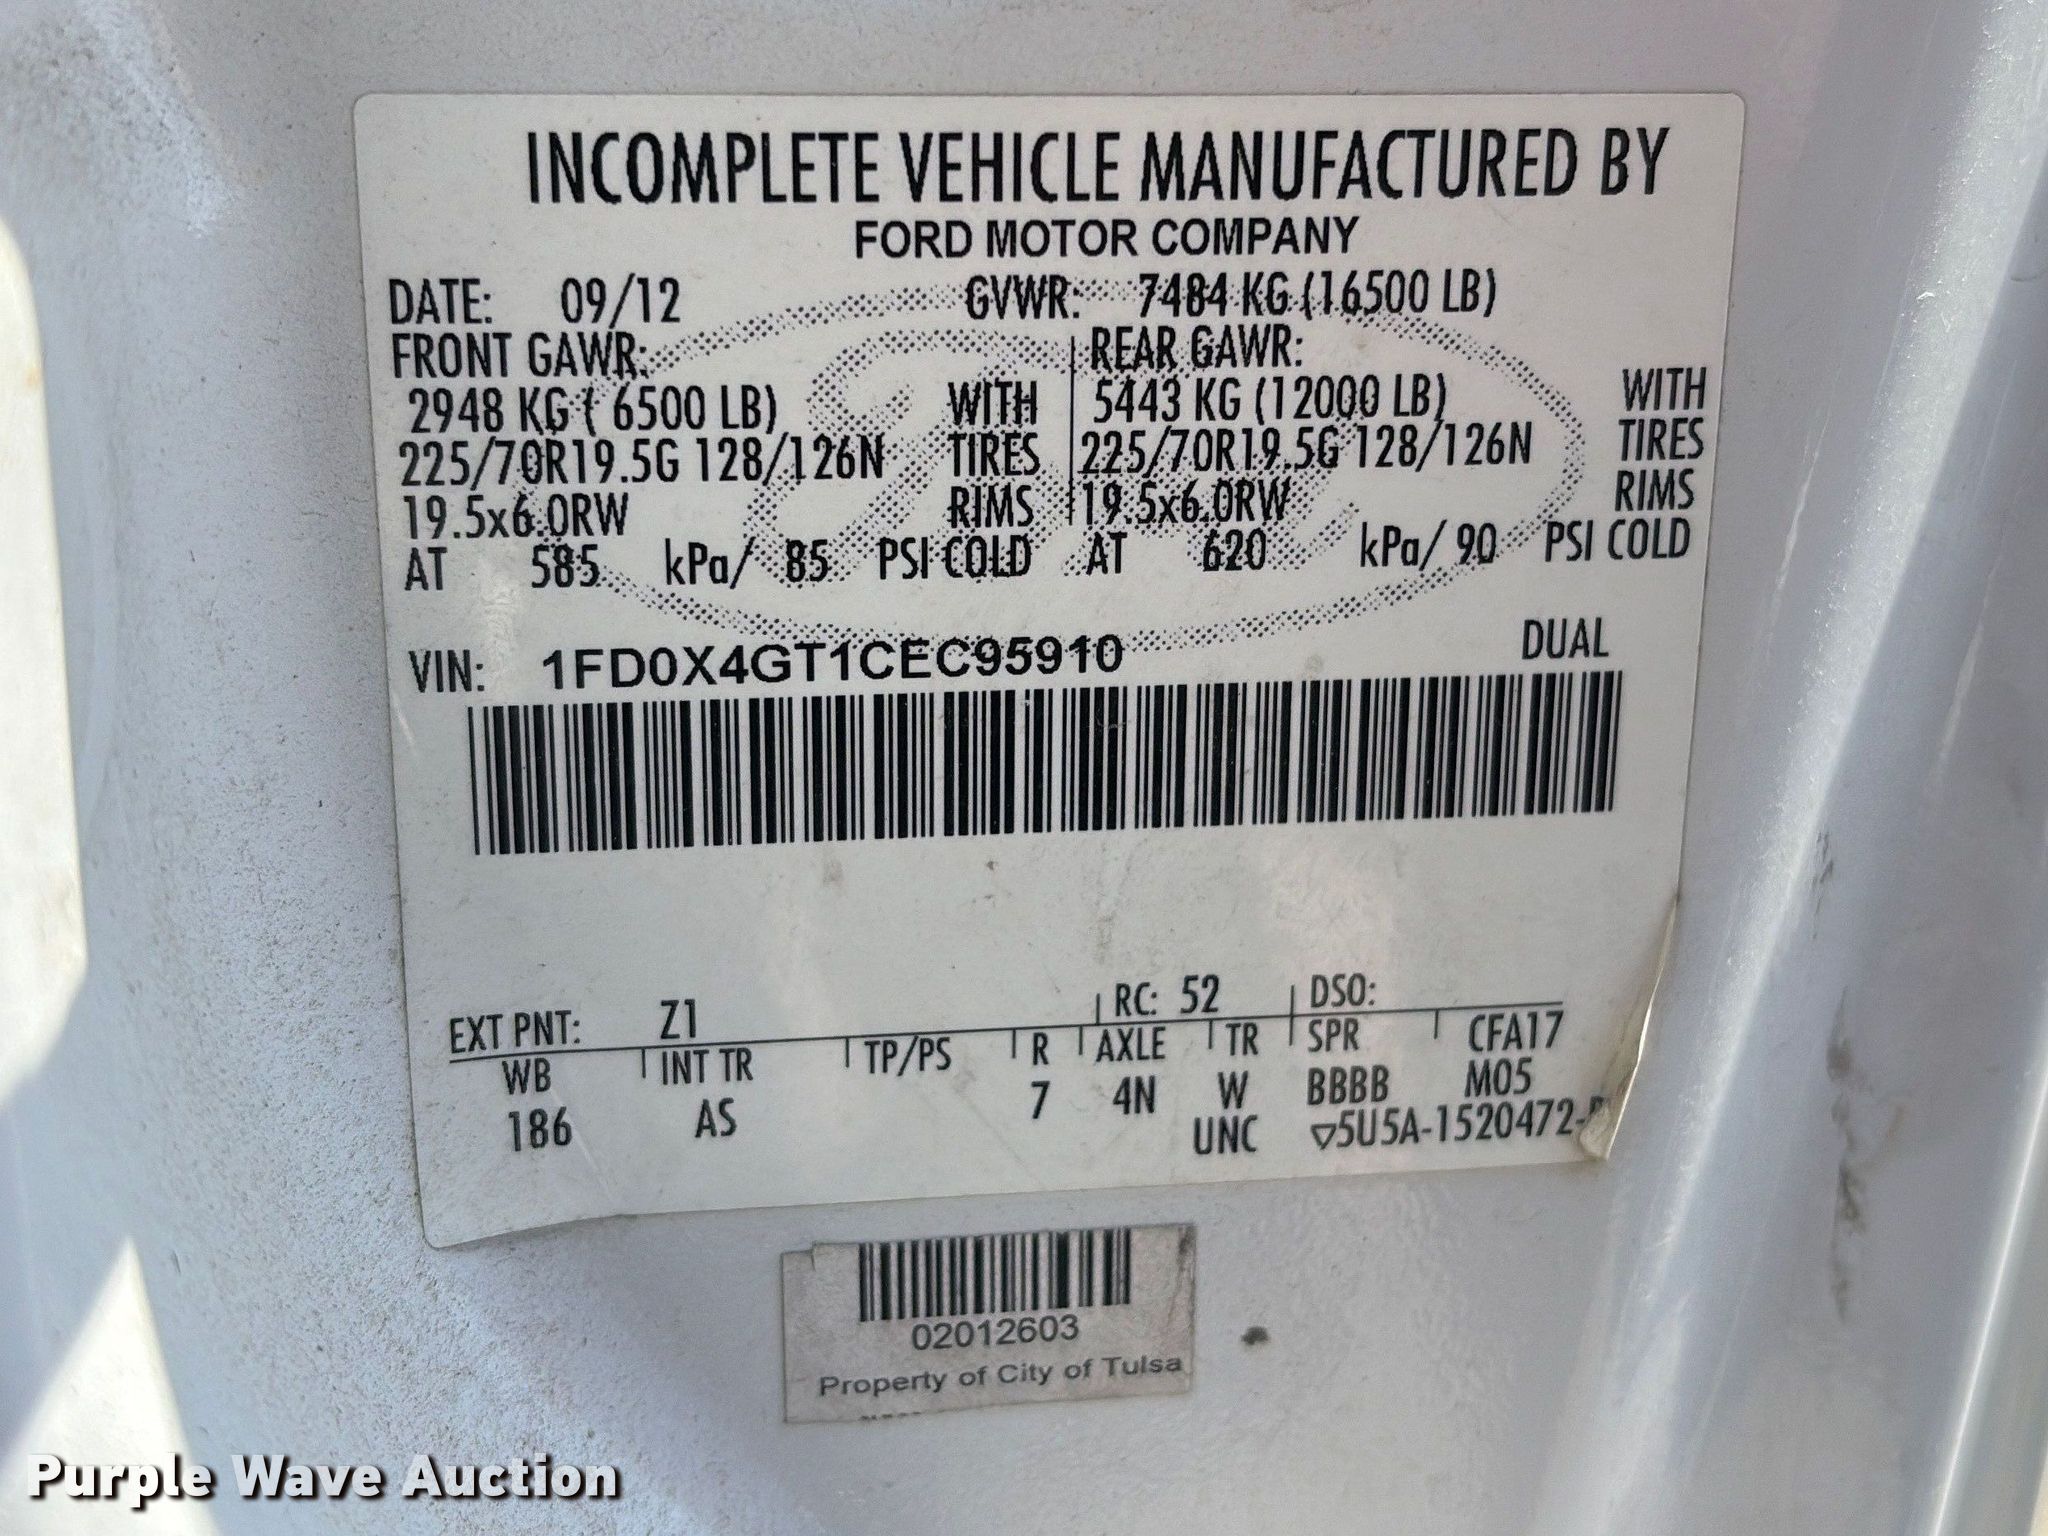 INCOMPLETE VEHICLE MANUFACTURED BY
FORD MOTOR COMPANY
DATE: 09/12 GVWR: 7484 KG (16500 LB)
FRONT GAWR: REAR GAWR:
2948 KG ( 6500 LB) WITH 5443 KG (12000 LB) WITH
225/70R19.5G 128/126N TIRES 225/70R19.5G 128/126N TIRES
19.5x6.0RW RIMS 19.5x6.0RW RIMS
AT 585 kPa/ 85 PSI COLD AT 620 kPa/ 90 PSI COLD
VIN: 1FD0X4GT1CEC95910 DUAL
EXT PNT: Z1 RC: 52 DSO:
WB INT TR TP/PS R AXLE TR SPR CFA17
186 AS 7 4N W BBBB M05
UNC ▽5U5A-1520472-
02012603
Property of City of Tulsa
Purple Wave Auction